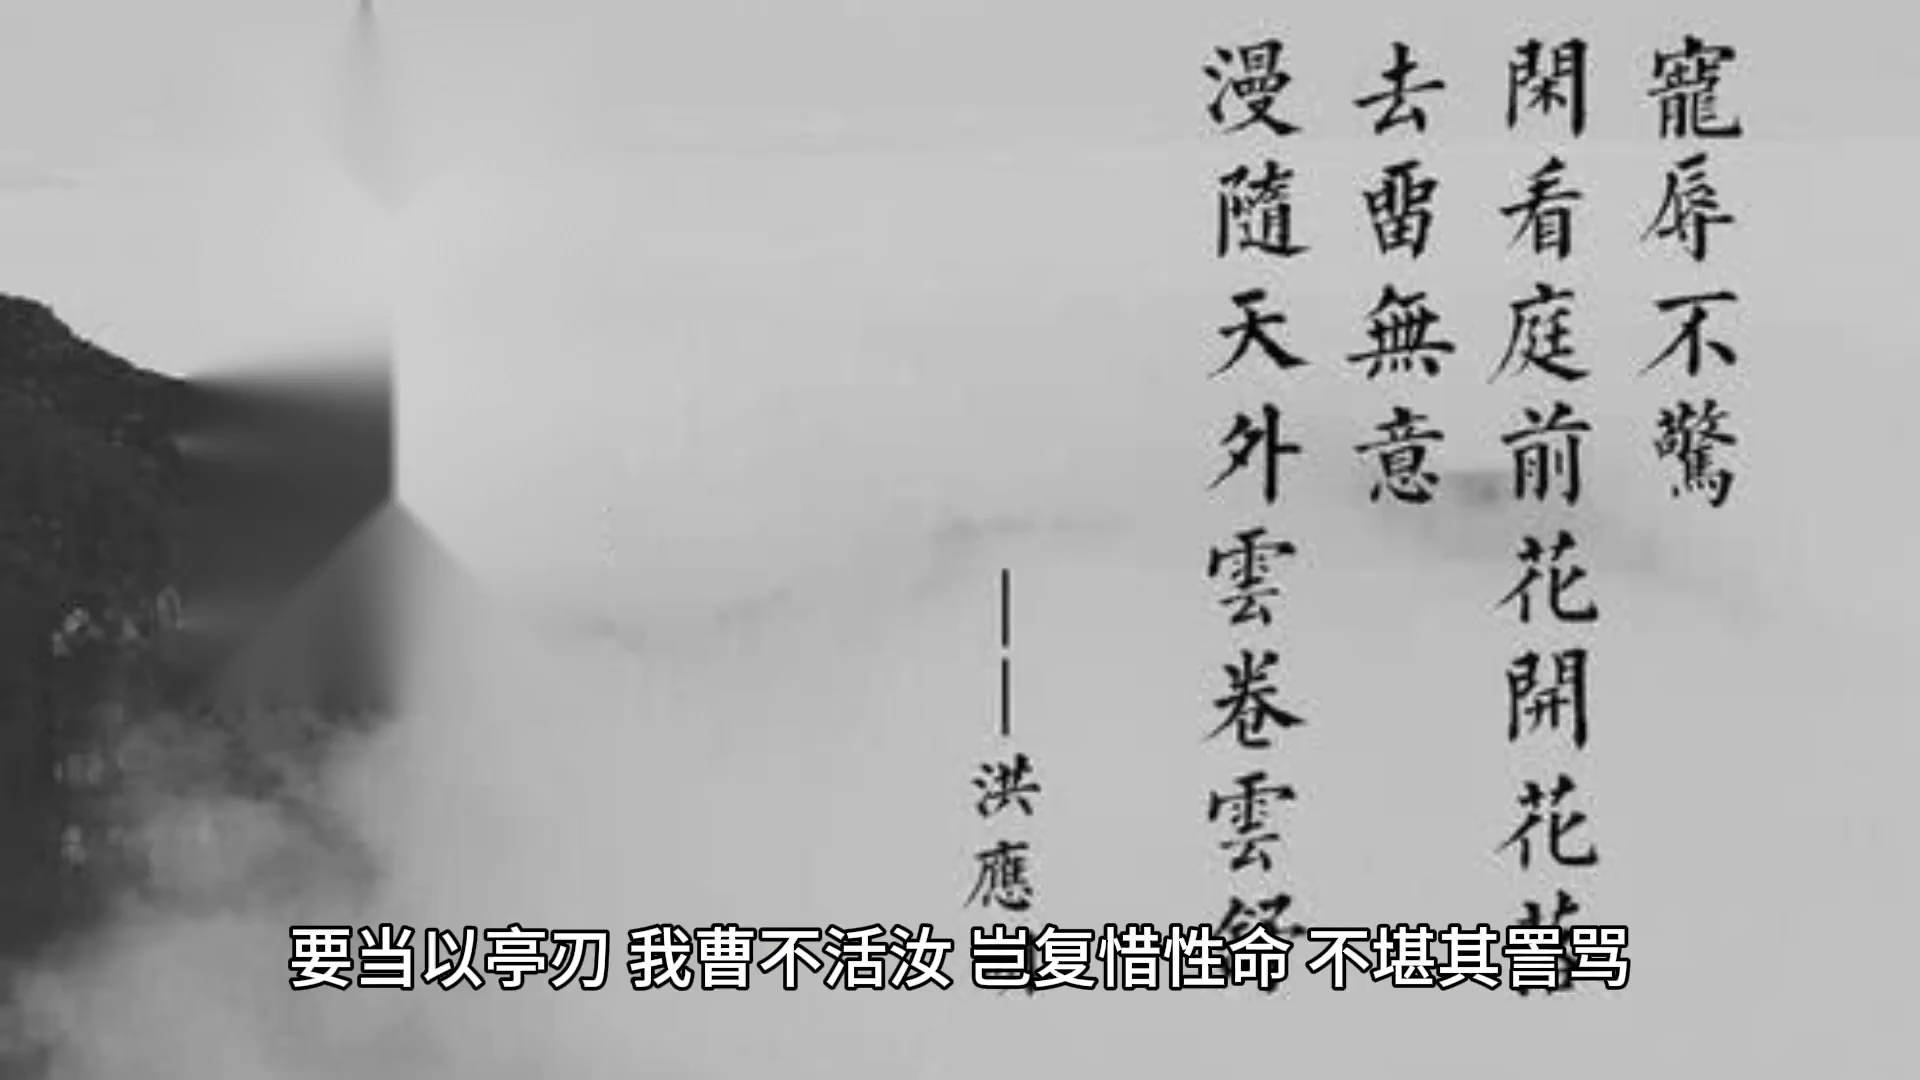 寵辱不驚
閑看庭前花開花
去畱無意
漫隨天外雲卷雲舒
——洪應
要当以亭刃 我曹不活汝 岂复惜性命 不堪其詈骂